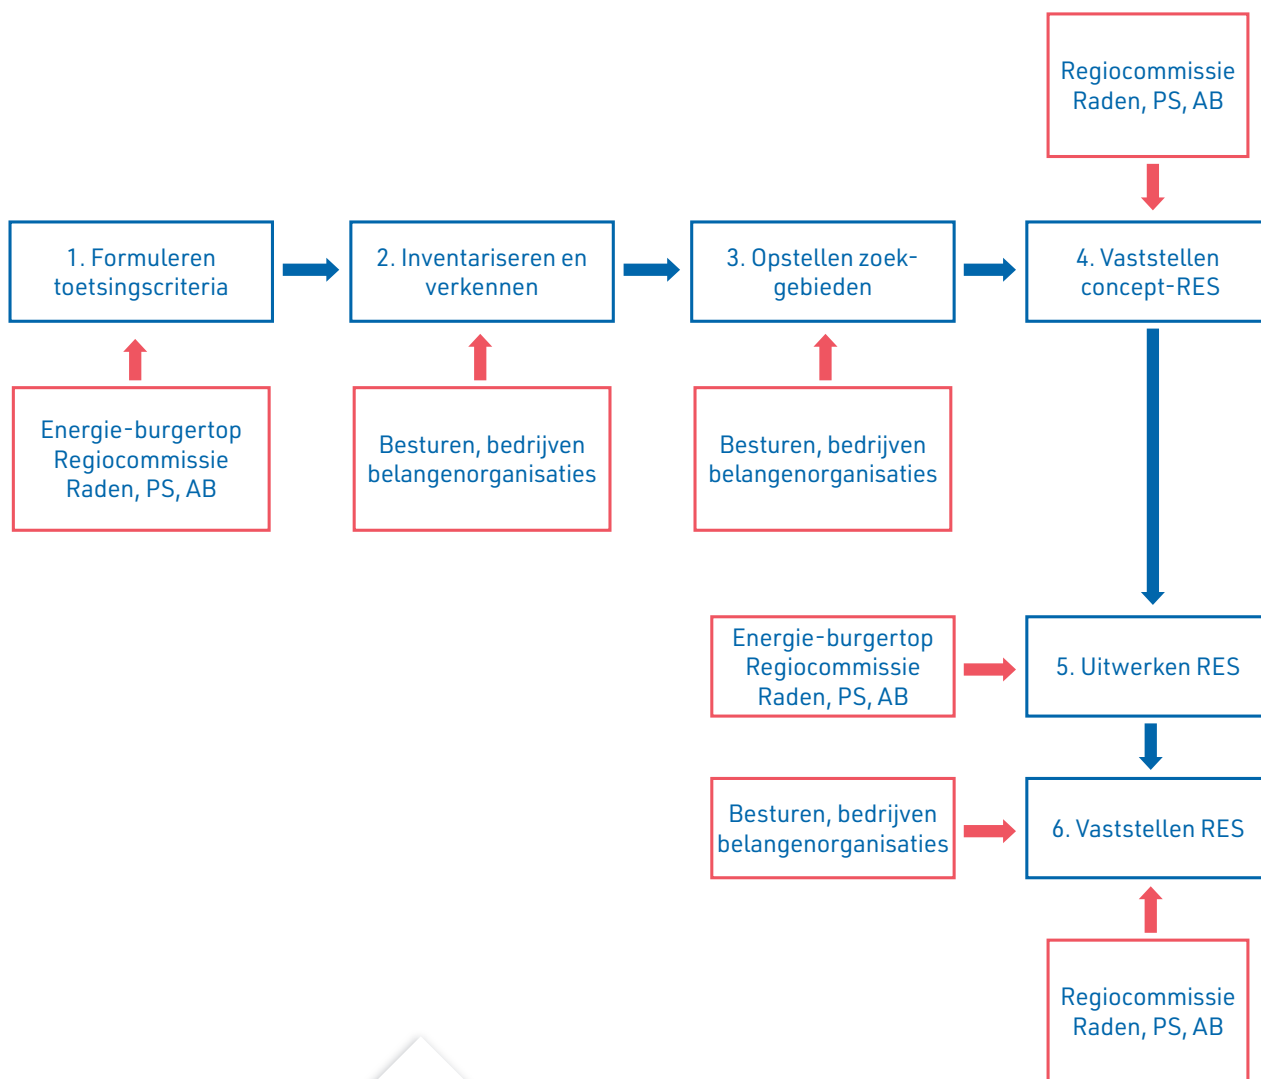 Regiocommissie
Raden, PS, AB
1. Formuleren
toetsingscriteria
2. Inventariseren en
verkennen
3. Opstellen zoek-
gebieden
4. Vaststellen
concept-RES
Energie-burgertop
Regiocommissie
Raden, PS, AB
Besturen, bedrijven
belangenorganisaties
Besturen, bedrijven
belangenorganisaties
Energie-burgertop
Regiocommissie
Raden, PS, AB
5. Uitwerken RES
Besturen, bedrijven
belangenorganisaties
6. Vaststellen RES
Regiocommissie
Raden, PS, AB